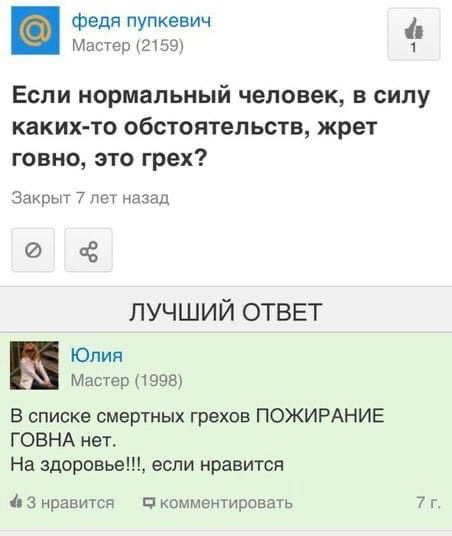 федя пупкевич
Мастер (2159)
1
Если нормальный человек, в силу
каких-то обстоятельств, жрет
говно, это грех?
Закрыт 7 лет назад
ЛУЧШИЙ ОТВЕТ
Юлия
Мастер (1998)
В списке смертных грехов ПОЖИРАНИЕ
ГОВНА нет.
На здоровье!!!, если нравится
3 нравится комментировать 7 г.